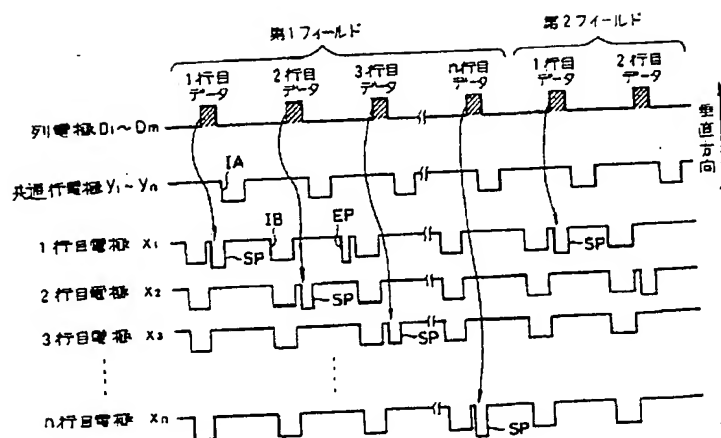 第1フィールド
第2フィールド
1行目データ
2行目データ
3行目データ
n行目データ
1行目データ
2行目データ
列電極 D1~Dm
垂直方向
IA
共通行電極 y1~yn
IB
EP
1行目電極 x1
SP
SP
2行目電極 x2
SP
3行目電極 x3
SP
n行目電極 xn
SP